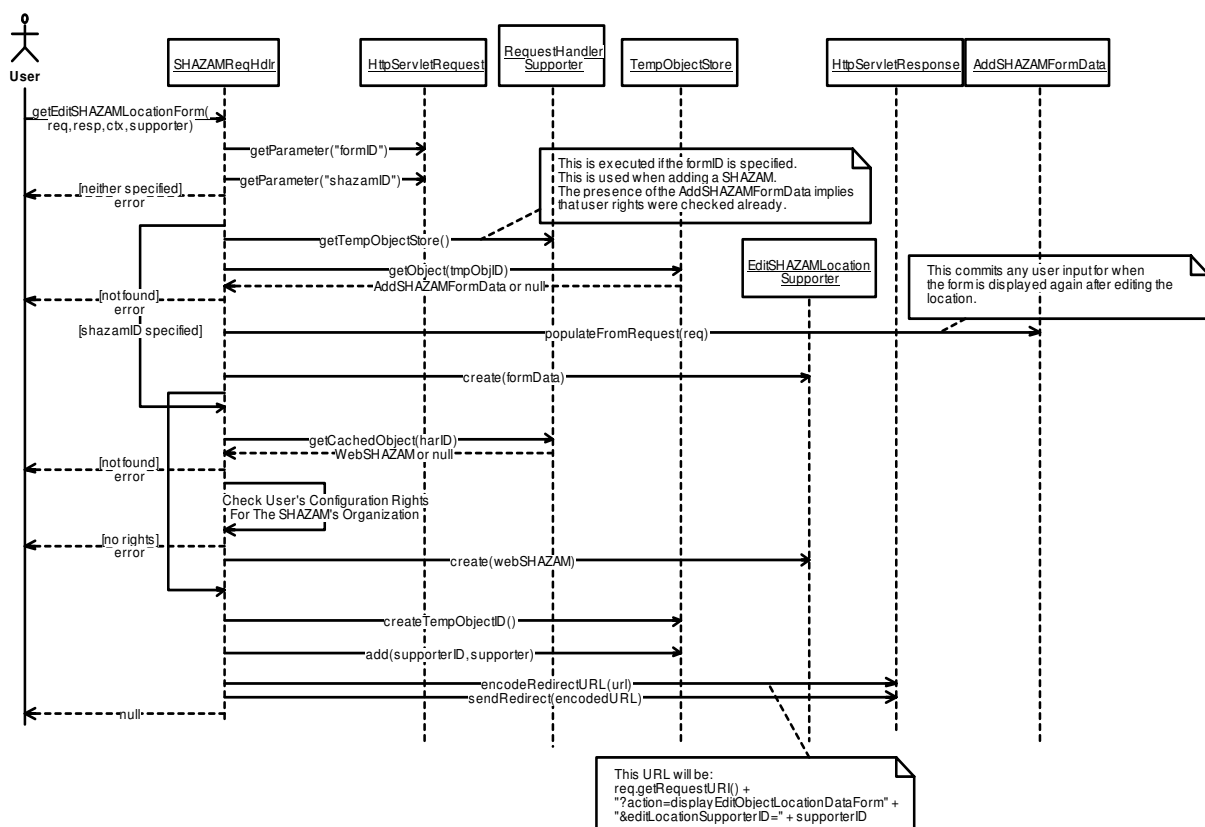 User
SHAZAMReqHdlr
HttpServletRequest
RequestHandler
Supporter
TempObjectStore
HttpServletResponse
AddSHAZAMFormData
getEditSHAZAMLocationForm(
req,resp,ctx,supporter)
getParameter("formID")
getParameter("shazamID")
[neither specified]
error
This is executed if the formID is specified.
This is used when adding a SHAZAM.
The presence of the AddSHAZAMFormData implies
that user rights were checked already.
getTempObjectStore()
EditSHAZAMLocation
Supporter
getObject(tmpObjID)
AddSHAZAMFormData or null
[not found]
error
This commits any user input for when
the form is displayed again after editing the
location.
[shazamID specified]
populateFromRequest(req)
create(formData)
getCachedObject(harID)
WebSHAZAM or null
[not found]
error
Check User's Configuration Rights
For The SHAZAM's Organization
[no rights]
error
create(webSHAZAM)
createTempObjectID()
add(supporterID,supporter)
encodeRedirectURL(url)
sendRedirect(encodedURL)
null
This URL will be:
req.getRequestURI() +
"?action=displayEditObjectLocationDataForm" +
"&editLocationSupporterID=" + supporterID